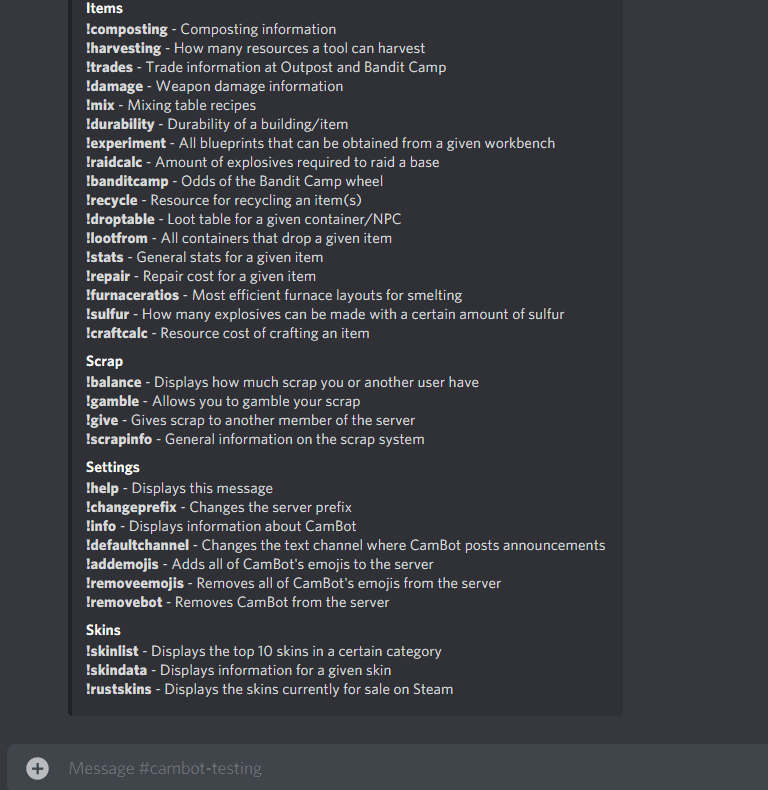 Items
!composting - Composting information
!harvesting - How many resources a tool can harvest
!trades - Trade information at Outpost and Bandit Camp
!damage - Weapon damage information
!mix - Mixing table recipes
!durability - Durability of a building/item
!experiment - All blueprints that can be obtained from a given workbench
!raidcalc - Amount of explosives required to raid a base
!banditcamp - Odds of the Bandit Camp wheel
!recycle - Resource for recycling an item(s)
!droptable - Loot table for a given container/NPC
!lootfrom - All containers that drop a given item
!stats - General stats for a given item
!repair - Repair cost for a given item
!furnaceratios - Most efficient furnace layouts for smelting
!sulfur - How many explosives can be made with a certain amount of sulfur
!craftcalc - Resource cost of crafting an item
Scrap
!balance - Displays how much scrap you or another user have
!gamble - Allows you to gamble your scrap
!give - Gives scrap to another member of the server
!scrapinfo - General information on the scrap system
Settings
!help - Displays this message
!changeprefix - Changes the server prefix
!info - Displays information about CamBot
!defaultchannel - Changes the text channel where CamBot posts announcements
!addemojis - Adds all of CamBot's emojis to the server
!removeemojis - Removes all of CamBot's emojis from the server
!removebot - Removes CamBot from the server
Skins
!skinlist - Displays the top 10 skins in a certain category
!skindata - Displays information for a given skin
!rustskins - Displays the skins currently for sale on Steam
Message #cambot-testing